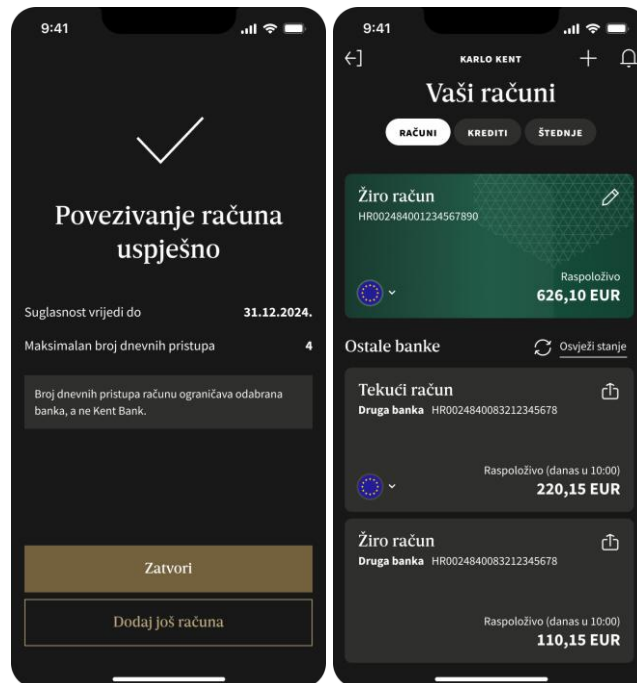 9:41
Povezivanje računa
uspješno
Suglasnost vrijedi do 31.12.2024.
Maksimalan broj dnevnih pristupa 4
Broj dnevnih pristupa računu ograničava odabrana
banka, a ne Kent Bank.
Zatvori
Dodaj još računa
9:41
KARLO KENT
Vaši računi
RAČUNI KREDITI ŠTEDNJE
Žiro račun
HR002484001234567890
Raspoloživo
626,10 EUR
Ostale banke Osvježi stanje
Tekući račun
Druga banka HR0024840083212345678
Raspoloživo (danas u 10:00)
220,15 EUR
Žiro račun
Druga banka HR0024840083212345678
Raspoloživo (danas u 10:00)
110,15 EUR